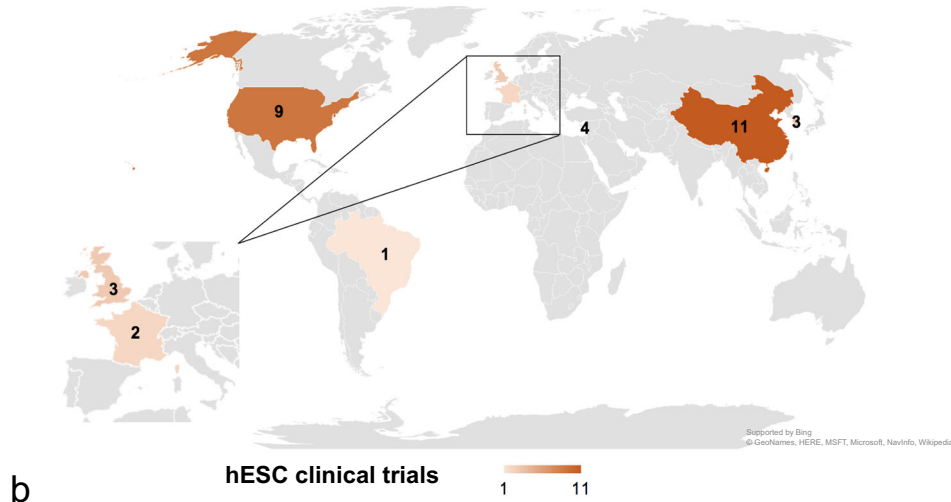 9
4
11
3
1
3
2
Supported by Bing
© GeoNames, HERE, MSFT, Microsoft, NavInfo, Wikipedia
b
hESC clinical trials
1
11